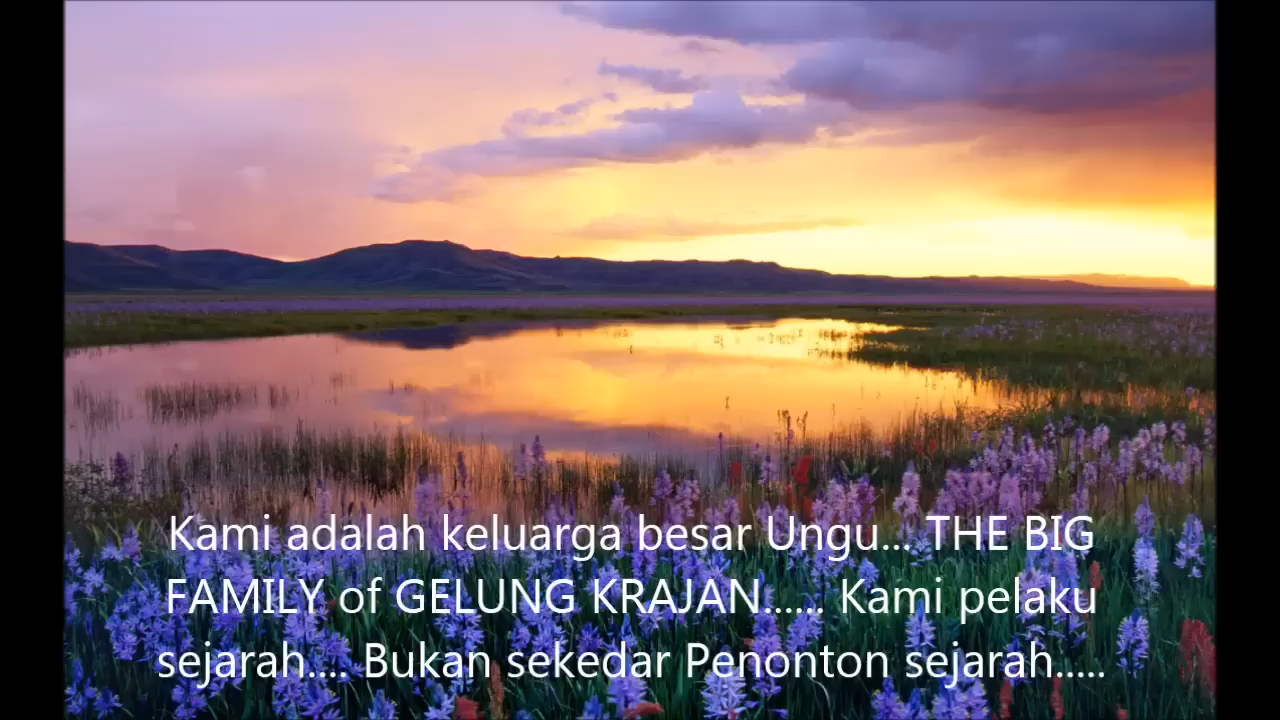 Kami adalah keluarga besar Ungu... THE BIG
FAMILY of GELUNG KRAJAN...... Kami pelaku
sejarah.... Bukan sekedar Penonton sejarah.....